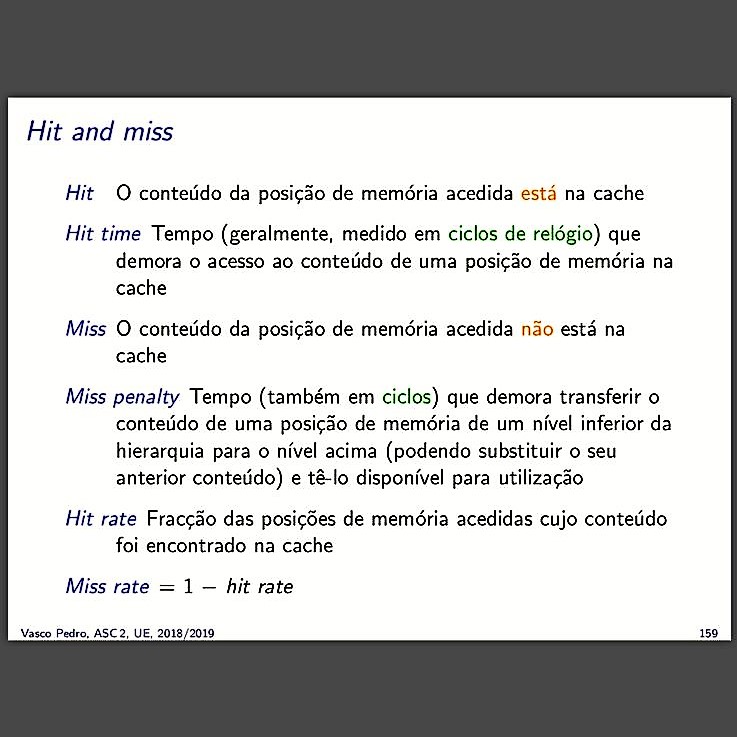 Hit and miss
Hit O conteúdo da posição de memória acedida está na cache
Hit time Tempo (geralmente, medido em ciclos de relógio) que
demora o acesso ao conteúdo de uma posição de memória na
cache
Miss O conteúdo da posição de memória acedida não está na
cache
Miss penalty Tempo (também em ciclos) que demora transferir o
conteúdo de uma posição de memória de um nível inferior da
hierarquia para o nível acima (podendo substituir o seu
anterior conteúdo) e tê-lo disponível para utilização
Hit rate Fracção das posições de memória acedidas cujo conteúdo
foi encontrado na cache
Miss rate = 1 − hit rate
Vasco Pedro, ASC2, UE, 2018/2019 159